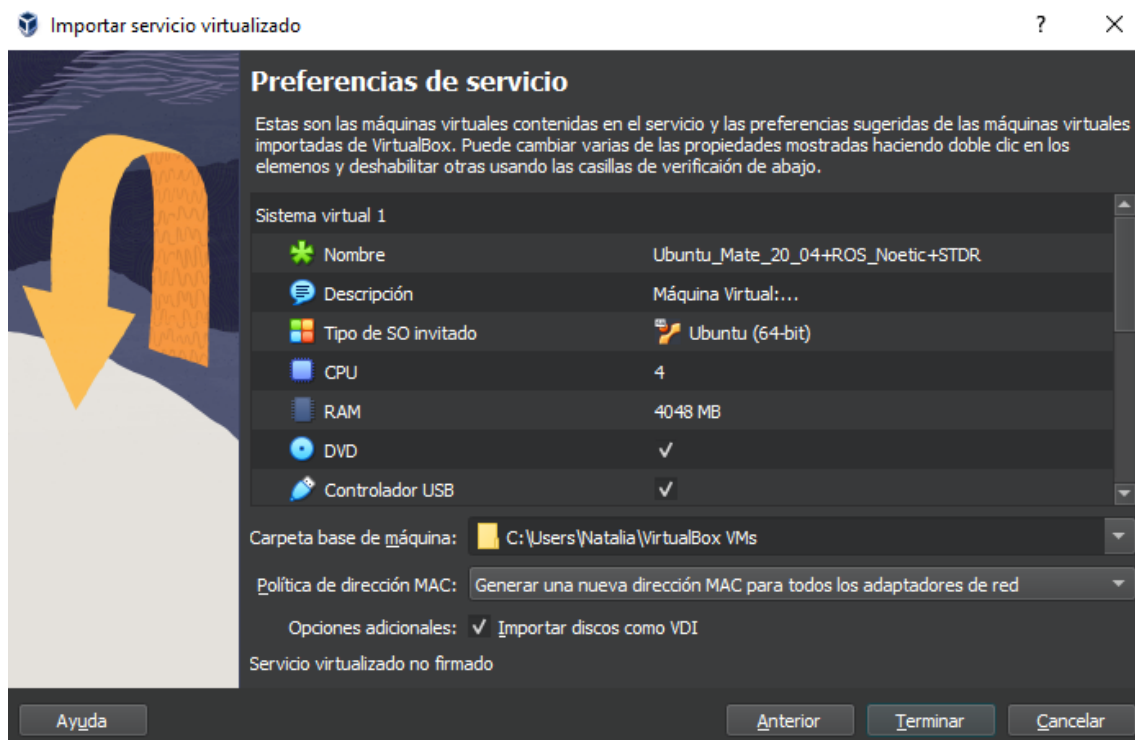 Importar servicio virtualizado
?
Preferencias de servicio
Estas son las máquinas virtuales contenidas en el servicio y las preferencias sugeridas de las máquinas virtuales
importadas de VirtualBox. Puede cambiar varias de las propiedades mostradas haciendo doble clic en los
elemenos y deshabilitar otras usando las casillas de verificaión de abajo.
Sistema virtual 1
Nombre Ubuntu_Mate_20_04+ROS_Noetic+STDR
Descripción Máquina Virtual:...
Tipo de SO invitado Ubuntu (64-bit)
CPU 4
RAM 4048 MB
DVD ✓
Controlador USB ✓
Carpeta base de máquina: C:\Users\Natalia\VirtualBox VMs
Política de dirección MAC: Generar una nueva dirección MAC para todos los adaptadores de red
Opciones adicionales: ✓ Importar discos como VDI
Servicio virtualizado no firmado
Ayuda Anterior Terminar Cancelar